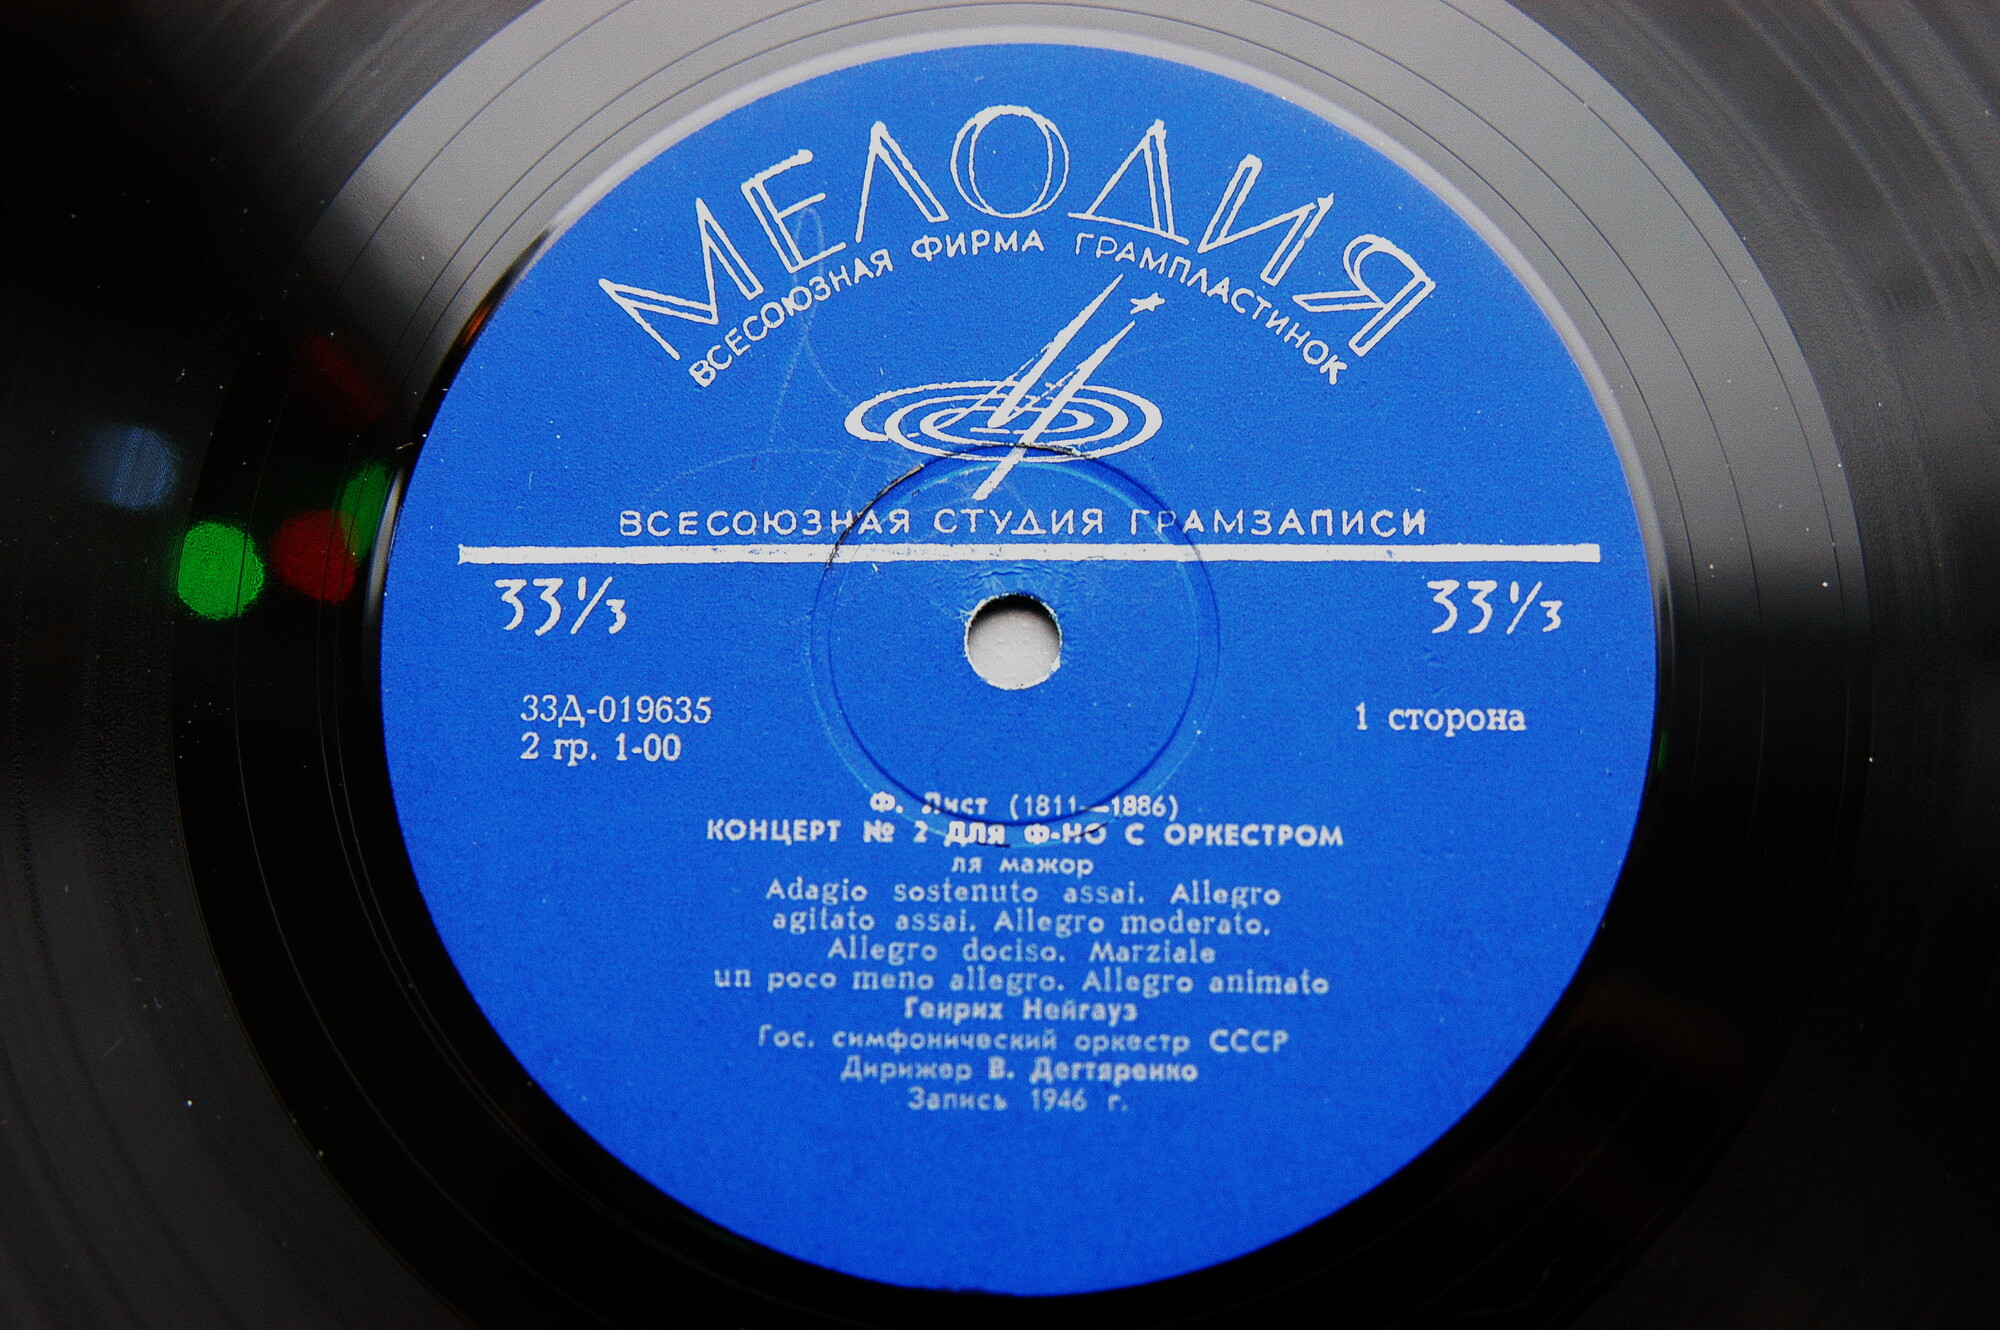 МЕЛОДИЯ
ВСЕСОЮЗНАЯ ФИРМА ГРАМПЛАСТИНОК
ВСЕСОЮЗНАЯ СТУДИЯ ГРАМЗАПИСИ
33⅓ 33⅓
33Д-019635 1 сторона
2 гр. 1-00
Ф. Лист (1811—1886)
КОНЦЕРТ № 2 ДЛЯ Ф-НО С ОРКЕСТРОМ
ля мажор
Adagio sostenuto assai. Allegro
agitato assai. Allegro moderato.
Allegro dociso. Marziale
un poco meno allegro. Allegro animato
Генрих Нейгауз
Гос. симфонический оркестр СССР
Дирижер В. Дегтяренко
Запись 1946 г.